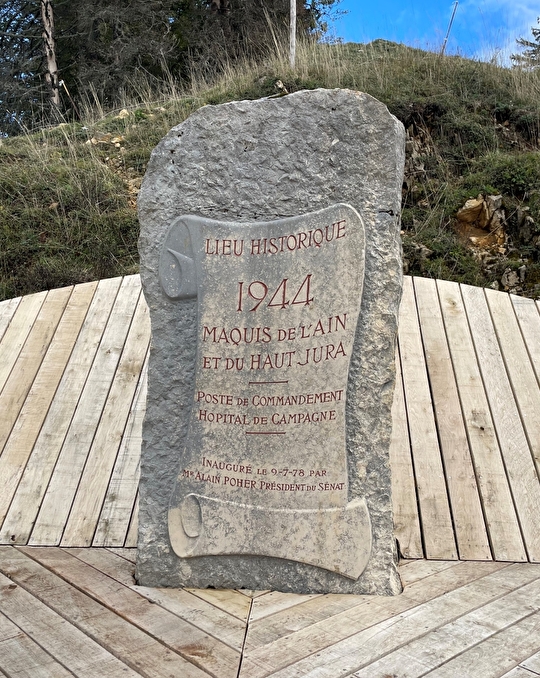 LIEU HISTORIQUE
1944
MAQUIS DE L'AIN
ET DU HAUT JURA
POSTE DE COMMANDEMENT
HOPITAL DE CAMPAGNE
INAUGURÉ LE 9-7-78 PAR
MR ALAIN POHER PRÉSIDENT DU SÉNAT